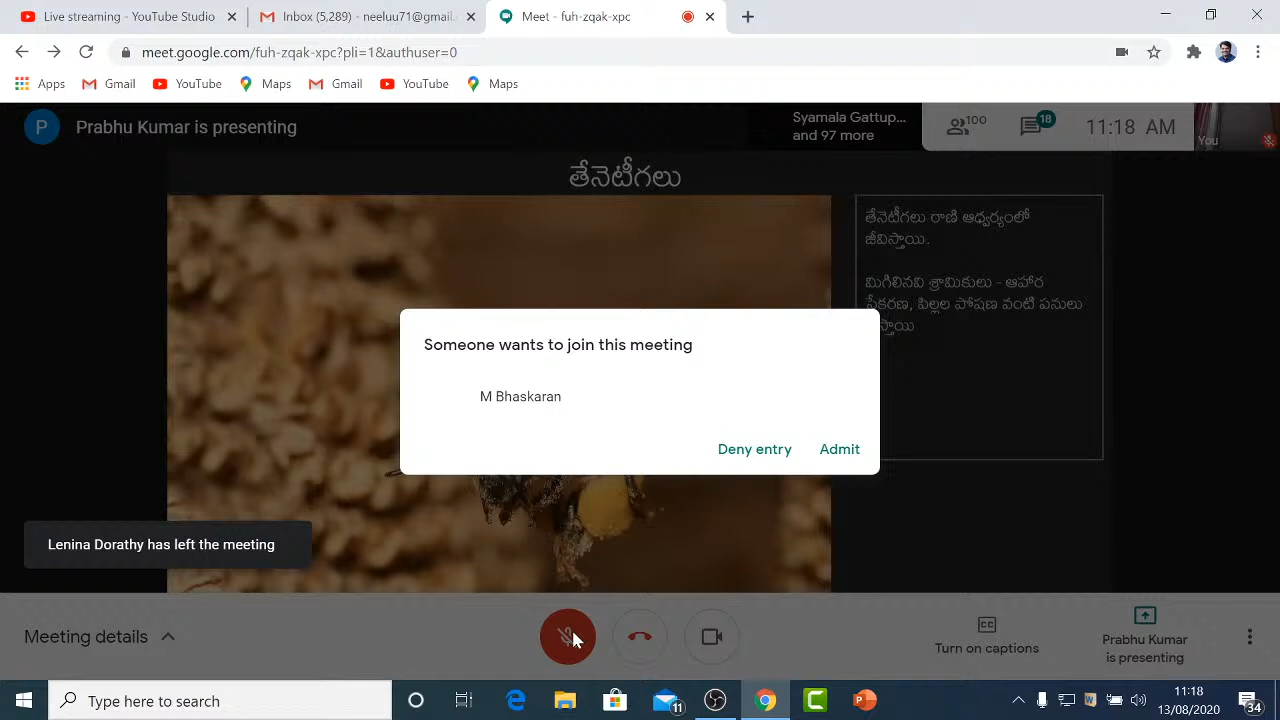 Live streaming - YouTube Studio
Inbox (5,289) - neeluu71@gmail.
Meet - fuh-zqak-xpc
meet.google.com/fuh-zqak-xpc?pli=1&authuser=0
Apps
Gmail
YouTube
Maps
Gmail
YouTube
Maps
P
Prabhu Kumar is presenting
Syamala Gattup...
and 97 more
100
18
11:18 AM
You
తేనెటీగలు
తేనెటీగలు రాణి ఆధ్వర్యంలో
జీవిస్తాయి.
మిగిలినవి శ్రామికులు - ఆహార
సేకరణ, పిల్లల పోషణ వంటి పనులు
Someone wants to join this meeting
M Bhaskaran
Deny entry
Admit
Lenina Dorathy has left the meeting
Meeting details
CC
Turn on captions
Prabhu Kumar
is presenting
Type here to search
11
11:18
13/08/2020
34